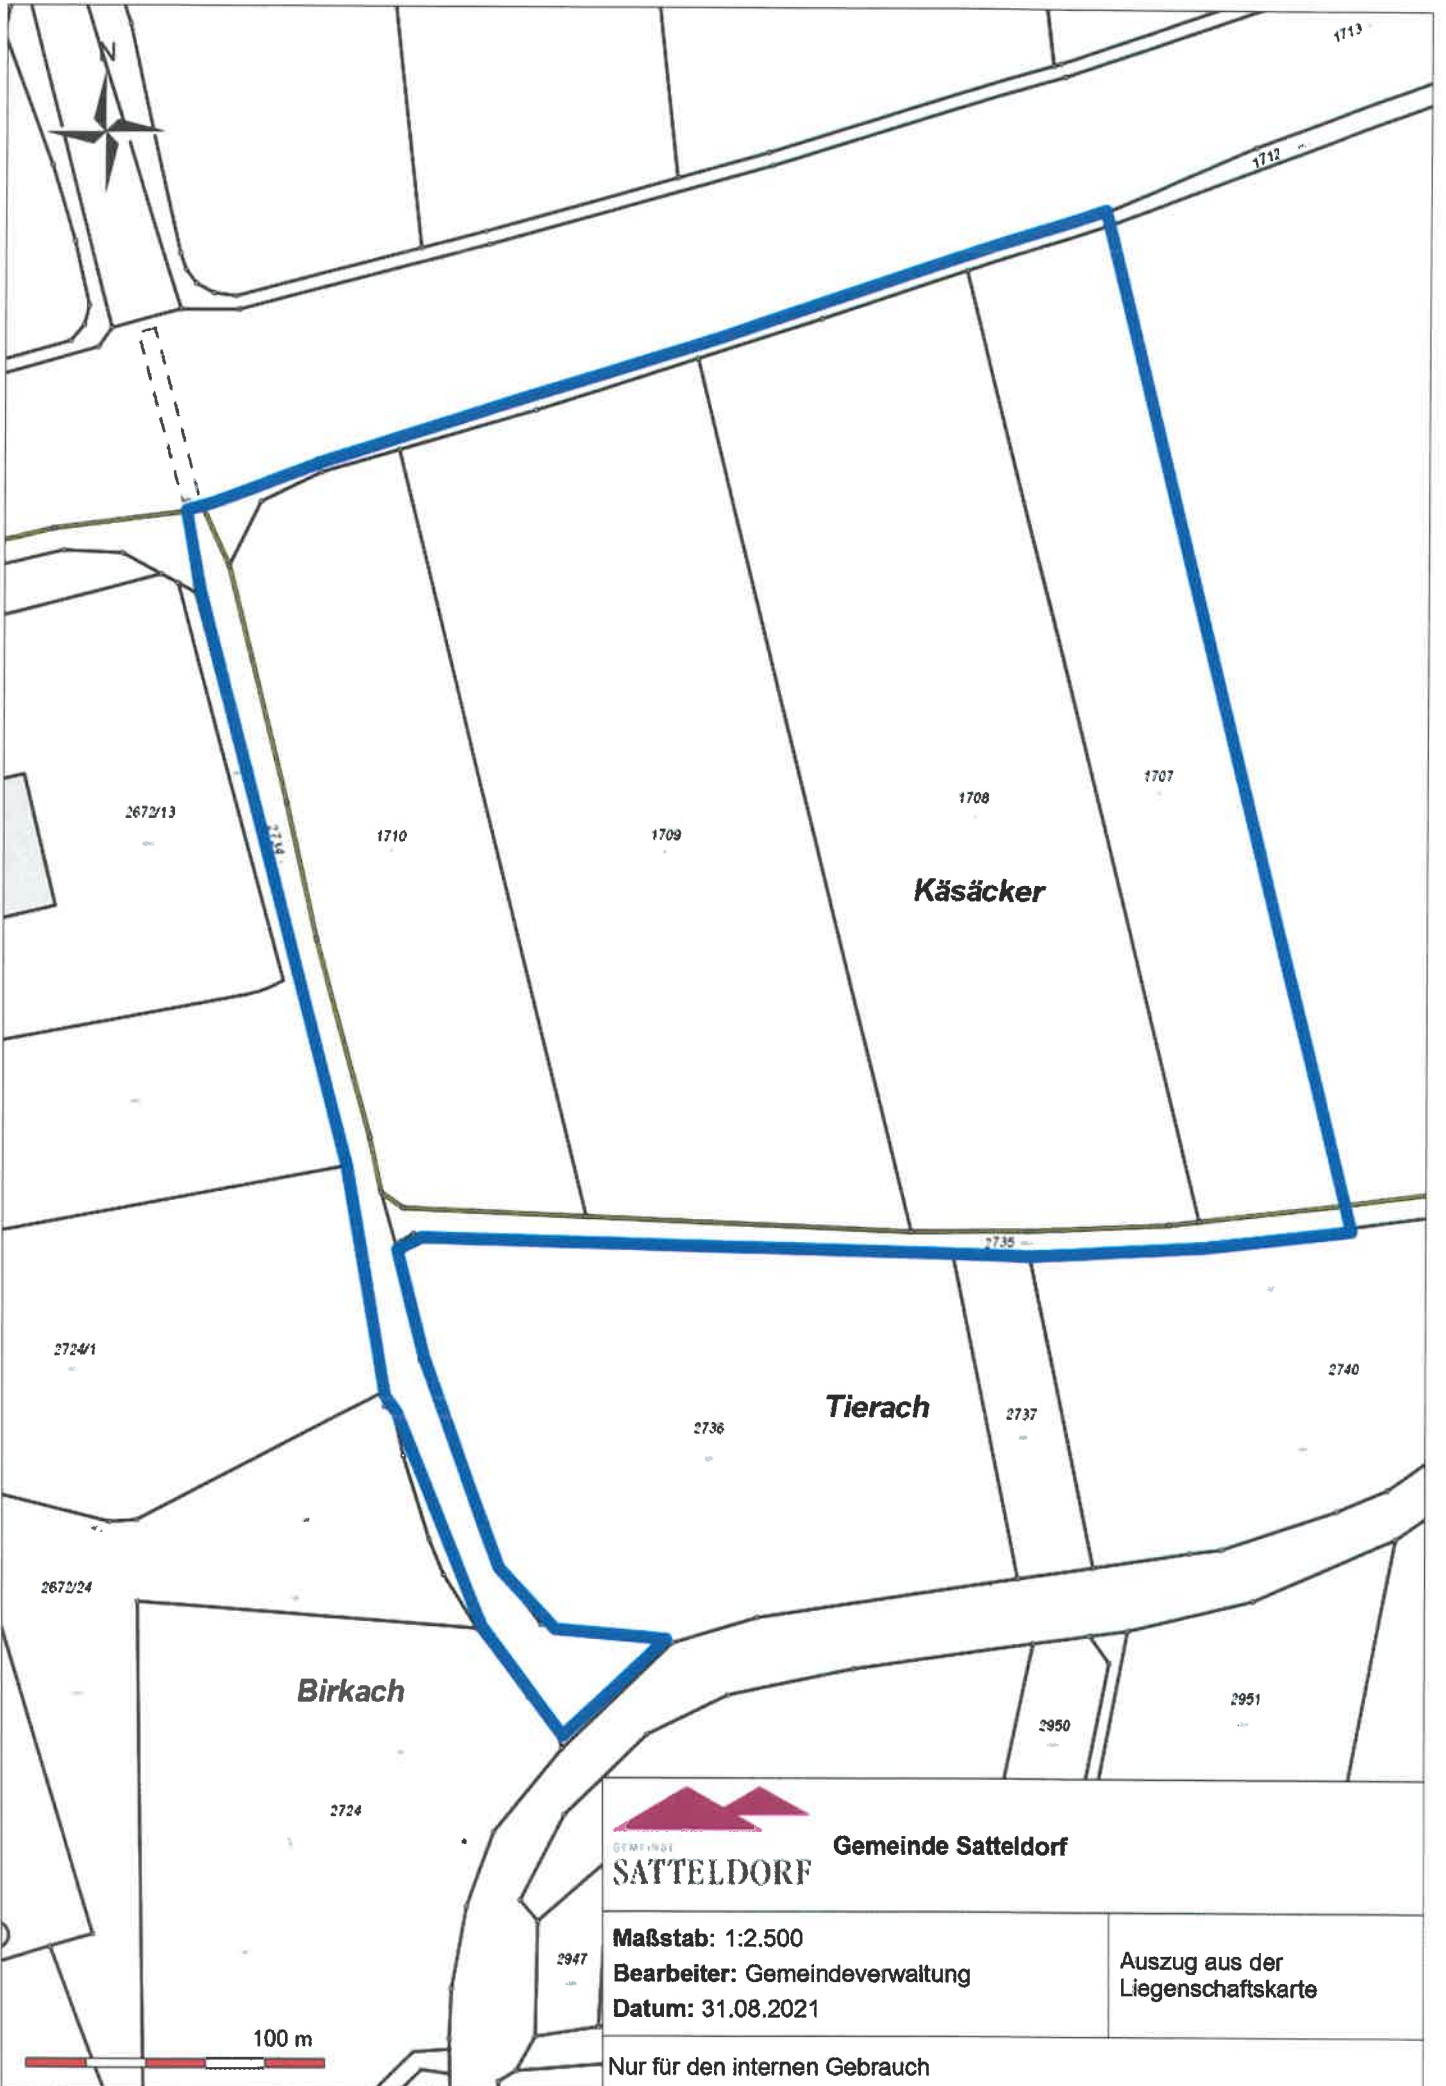 N
1713
1712
2672/13
2734
1710
1709
1708
1707
Käsäcker
2735
2724/1
2736
Tierach
2737
2740
2672/24
Birkach
2724
2950
2951
2947
100 m
GEMEINDE
SATTELDORF
Gemeinde Satteldorf
Maßstab: 1:2.500
Bearbeiter: Gemeindeverwaltung
Datum: 31.08.2021
Auszug aus der
Liegenschaftskarte
Nur für den internen Gebrauch